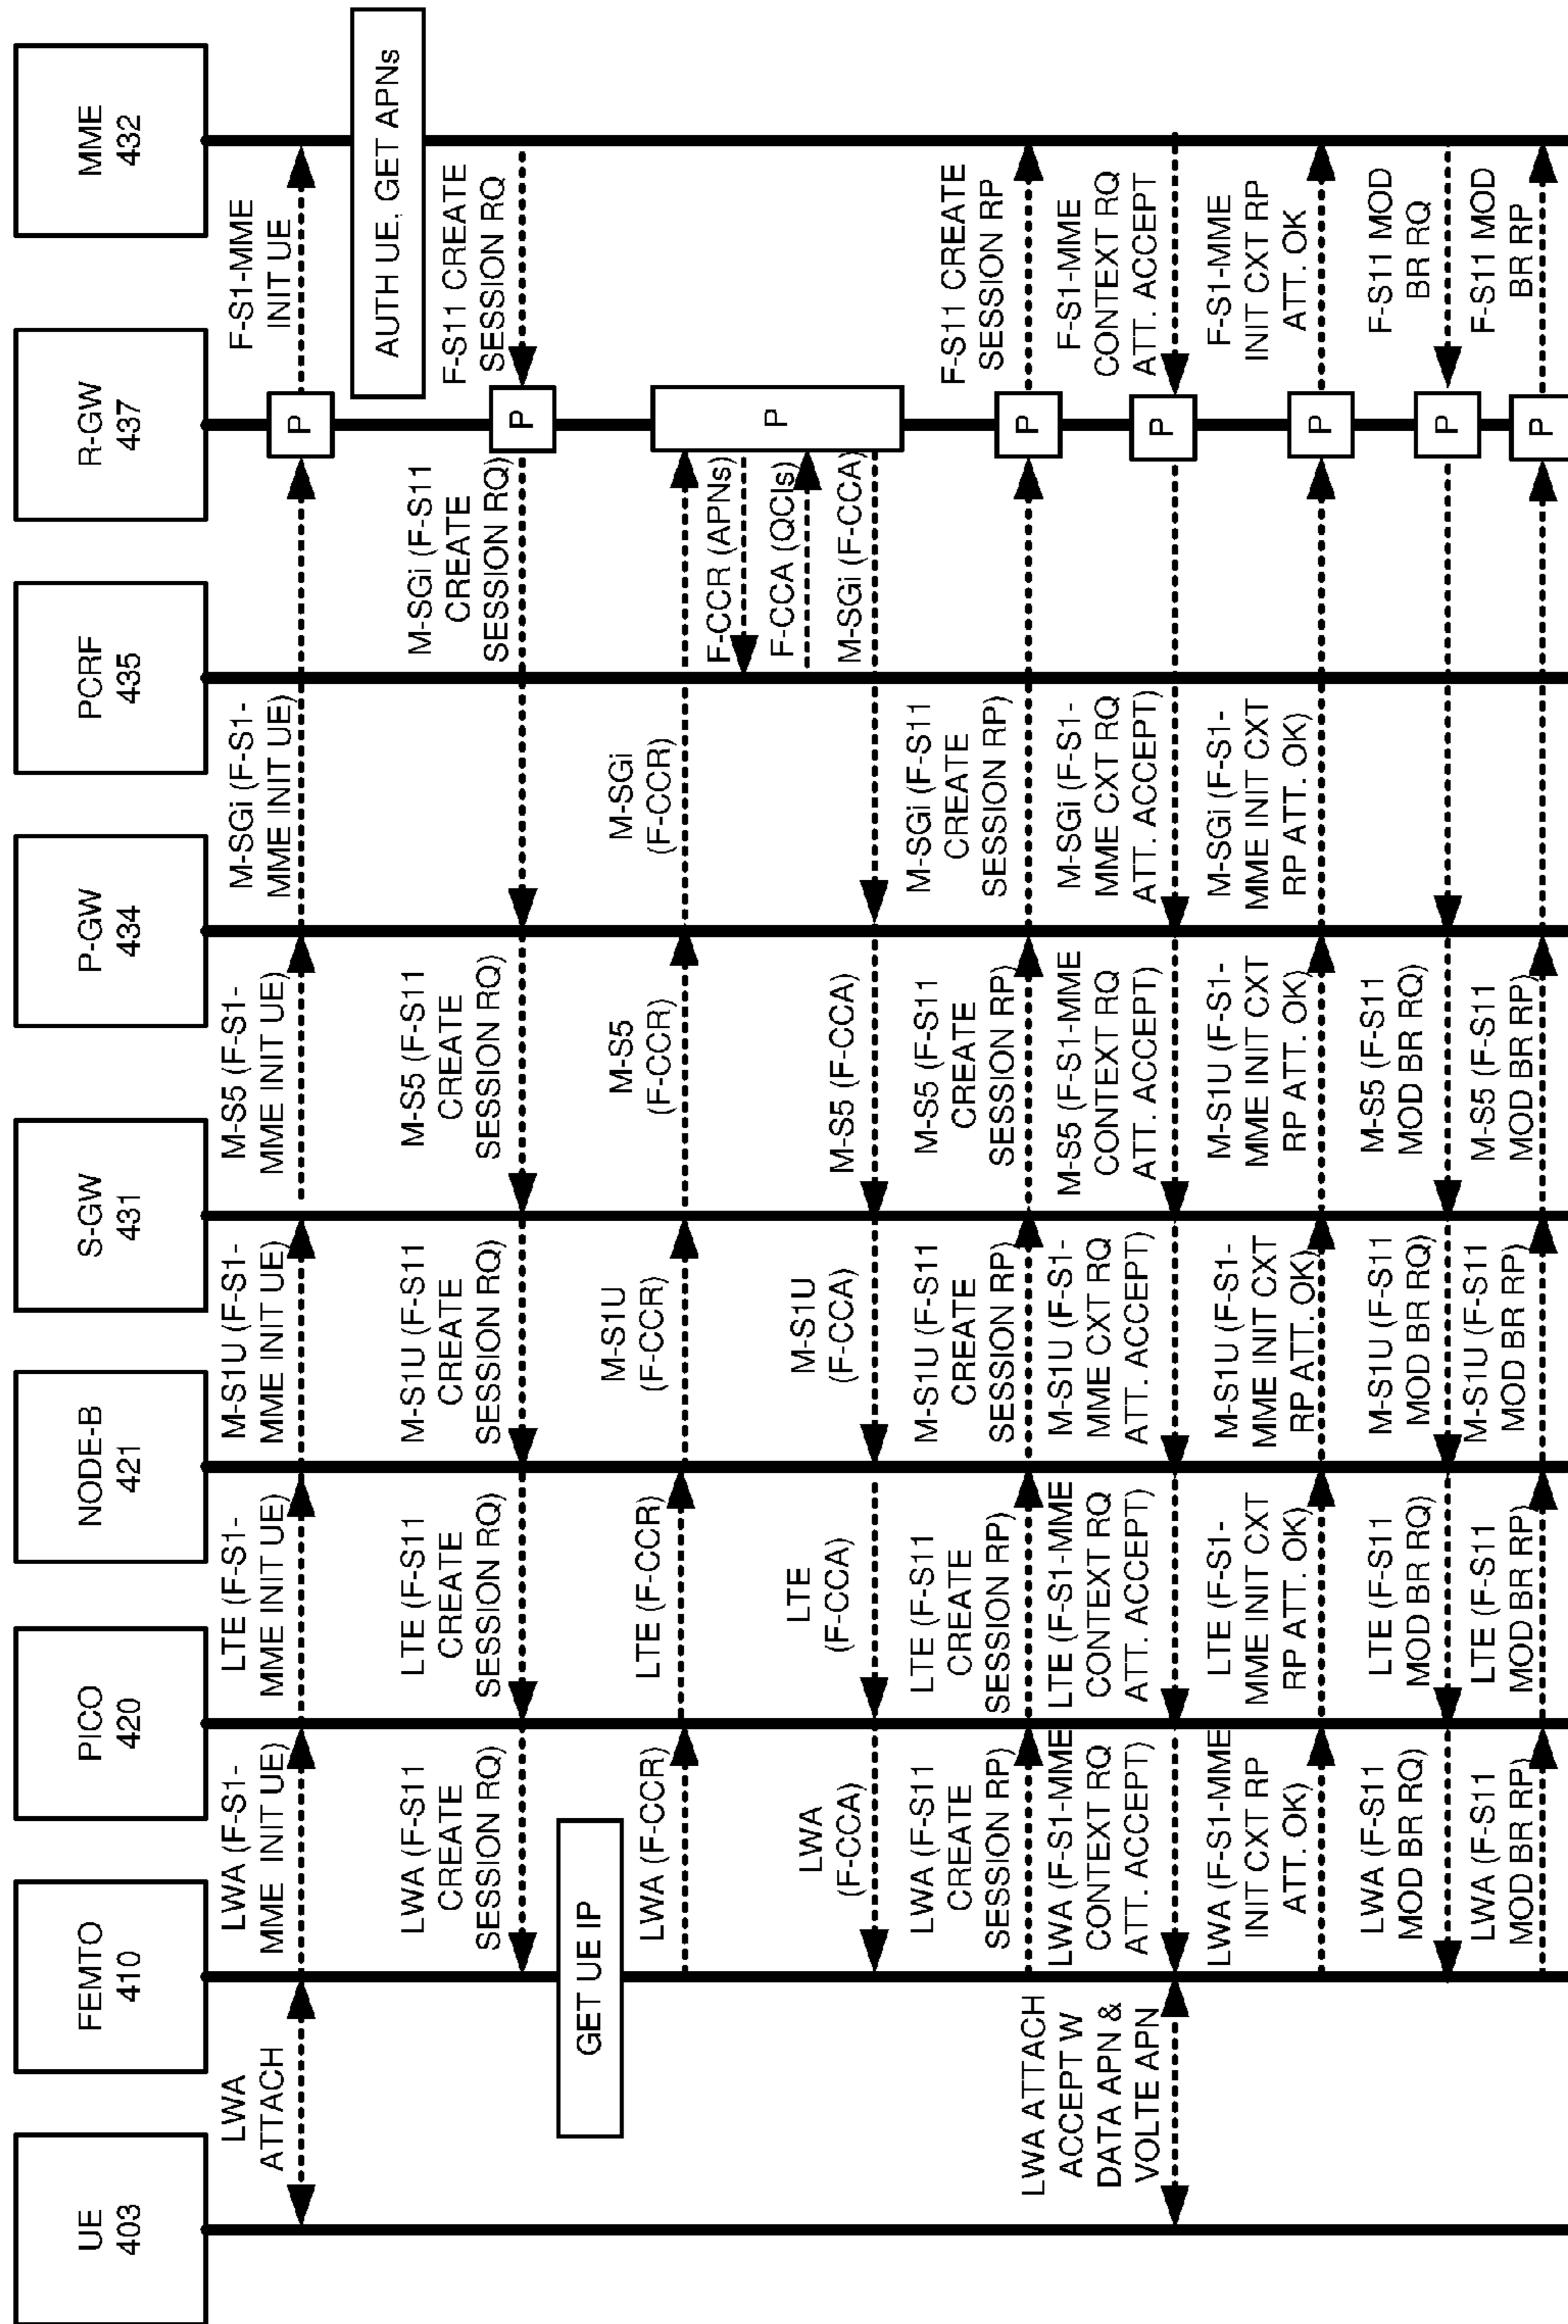 UE
403
FEMTO
410
PICO
420
NODE-B
421
S-GW
431
P-GW
434
PCRF
435
R-GW
437
MME
432
LWA
ATTACH
LWA (F-S1-
MME INIT UE)
LTE (F-S1-
MME INIT UE)
M-S1U (F-S1-
MME INIT UE)
M-S5 (F-S1-
MME INIT UE)
M-SGi (F-S1-
MME INIT UE)
P
F-S1-MME
INIT UE
AUTH UE. GET APNs
LWA (F-S11
CREATE
SESSION RQ)
LTE (F-S11
CREATE
SESSION RQ)
M-S1U (F-S11
CREATE
SESSION RQ)
M-S5 (F-S11
CREATE
SESSION RQ)
M-SGi (F-S11
CREATE
SESSION RQ)
P
F-S11 CREATE
SESSION RQ
GET UE IP
LWA (F-CCR)
LTE (F-CCR)
M-S1U
(F-CCR)
M-S5
(F-CCR)
M-SGi
(F-CCR)
P
F-CCR (APNs)
F-CCA (QCIs)
LWA
(F-CCA)
LTE
(F-CCA)
M-S1U
(F-CCA)
M-S5 (F-CCA)
M-SGi (F-CCA)
LWA (F-S11
CREATE
SESSION RP)
LTE (F-S11
CREATE
SESSION RP)
M-S1U (F-S11
CREATE
SESSION RP)
M-S5 (F-S11
CREATE
SESSION RP)
M-SGi (F-S11
CREATE
SESSION RP)
P
F-S11 CREATE
SESSION RP
LWA ATTACH
ACCEPT W
DATA APN &
VOLTE APN
LWA (F-S1-MME
CONTEXT RQ
ATT. ACCEPT)
LTE (F-S1-MME
CONTEXT RQ
ATT. ACCEPT)
M-S1U (F-S1-
MME CXT RQ
ATT. ACCEPT)
M-S5 (F-S1-MME
CONTEXT RQ
ATT. ACCEPT)
M-SGi (F-S1-
MME CXT RQ
ATT. ACCEPT)
P
F-S1-MME
CONTEXT RQ
ATT. ACCEPT
LWA (F-S1-MME
INIT CXT RP
ATT. OK)
LTE (F-S1-
MME INIT CXT
RP ATT. OK)
M-S1U (F-S1-
MME INIT CXT
RP ATT. OK)
M-S1U (F-S1-
MME INIT CXT
RP ATT. OK)
M-SGi (F-S1-
MME INIT CXT
RP ATT. OK)
P
F-S1-MME
INIT CXT RP
ATT. OK
LWA (F-S11
MOD BR RQ)
LTE (F-S11
MOD BR RQ)
M-S1U (F-S11
MOD BR RQ)
M-S5 (F-S11
MOD BR RQ)
P
F-S11 MOD
BR RQ
LWA (F-S11
MOD BR RP)
LTE (F-S11
MOD BR RP)
M-S1U (F-S11
MOD BR RP)
M-S5 (F-S11
MOD BR RP)
P
F-S11 MOD
BR RP